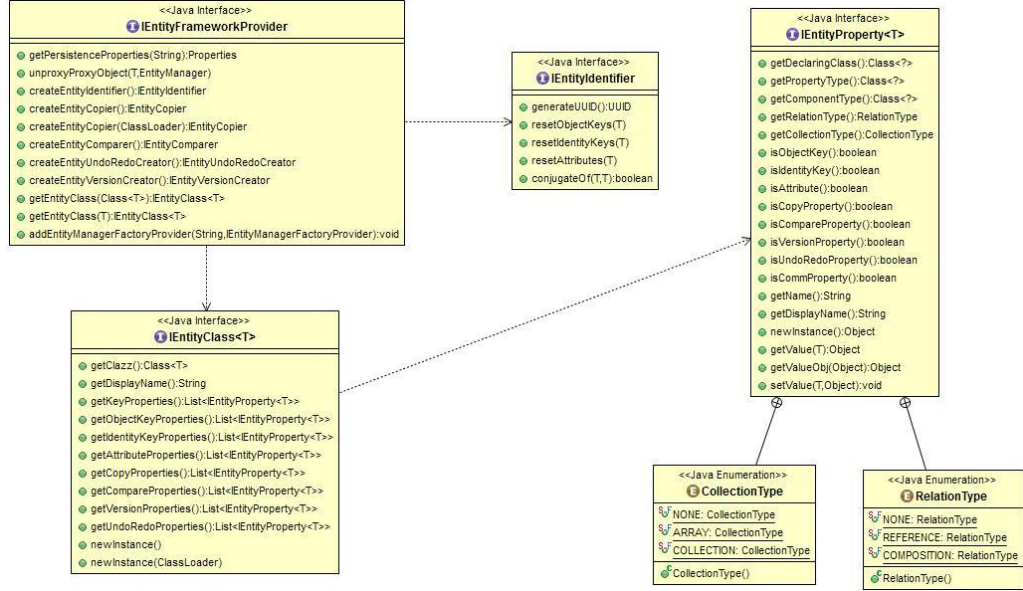 <<Java Interface>>
IEntityFrameworkProvider
getPersistenceProperties(String):Properties
unproxyProxyObject(T,EntityManager)
createEntityIdentifier():IEntityIdentifier
createEntityCopier():IEntityCopier
createEntityCopier(ClassLoader):IEntityCopier
createEntityComparer():IEntityComparer
createEntityUndoRedoCreator():IEntityUndoRedoCreator
createEntityVersionCreator():IEntityVersionCreator
getEntityClass(Class<T>):IEntityClass<T>
getEntityClass(T):IEntityClass<T>
addEntityManagerFactoryProvider(String,IEntityManagerFactoryProvider):void
<<Java Interface>>
IEntityIdentifier
generateUUID():UUID
resetObjectKeys(T)
resetIdentityKeys(T)
resetAttributes(T)
conjugateOf(T,T):boolean
<<Java Interface>>
IEntityProperty<T>
getDeclaringClass():Class<?>
getPropertyType():Class<?>
getComponentType():Class<?>
getRelationType():RelationType
getCollectionType():CollectionType
isObjectKey():boolean
isIdentityKey():boolean
isAttribute():boolean
isCopyProperty():boolean
isCompareProperty():boolean
isVersionProperty():boolean
isUndoRedoProperty():boolean
isCommProperty():boolean
getName():String
getDisplayName():String
newInstance():Object
getValue(T):Object
getValueObj(Object):Object
setValue(T,Object):void
<<Java Interface>>
IEntityClass<T>
getClazz():Class<T>
getDisplayName():String
getKeyProperties():List<IEntityProperty<T>>
getObjectKeyProperties():List<IEntityProperty<T>>
getIdentityKeyProperties():List<IEntityProperty<T>>
getAttributeProperties():List<IEntityProperty<T>>
getCopyProperties():List<IEntityProperty<T>>
getCompareProperties():List<IEntityProperty<T>>
getVersionProperties():List<IEntityProperty<T>>
getUndoRedoProperties():List<IEntityProperty<T>>
newInstance()
newInstance(ClassLoader)
<<Java Enumeration>>
CollectionType
NONE: CollectionType
ARRAY: CollectionType
COLLECTION: CollectionType
CollectionType()
<<Java Enumeration>>
RelationType
NONE: RelationType
REFERENCE: RelationType
COMPOSITION: RelationType
RelationType()